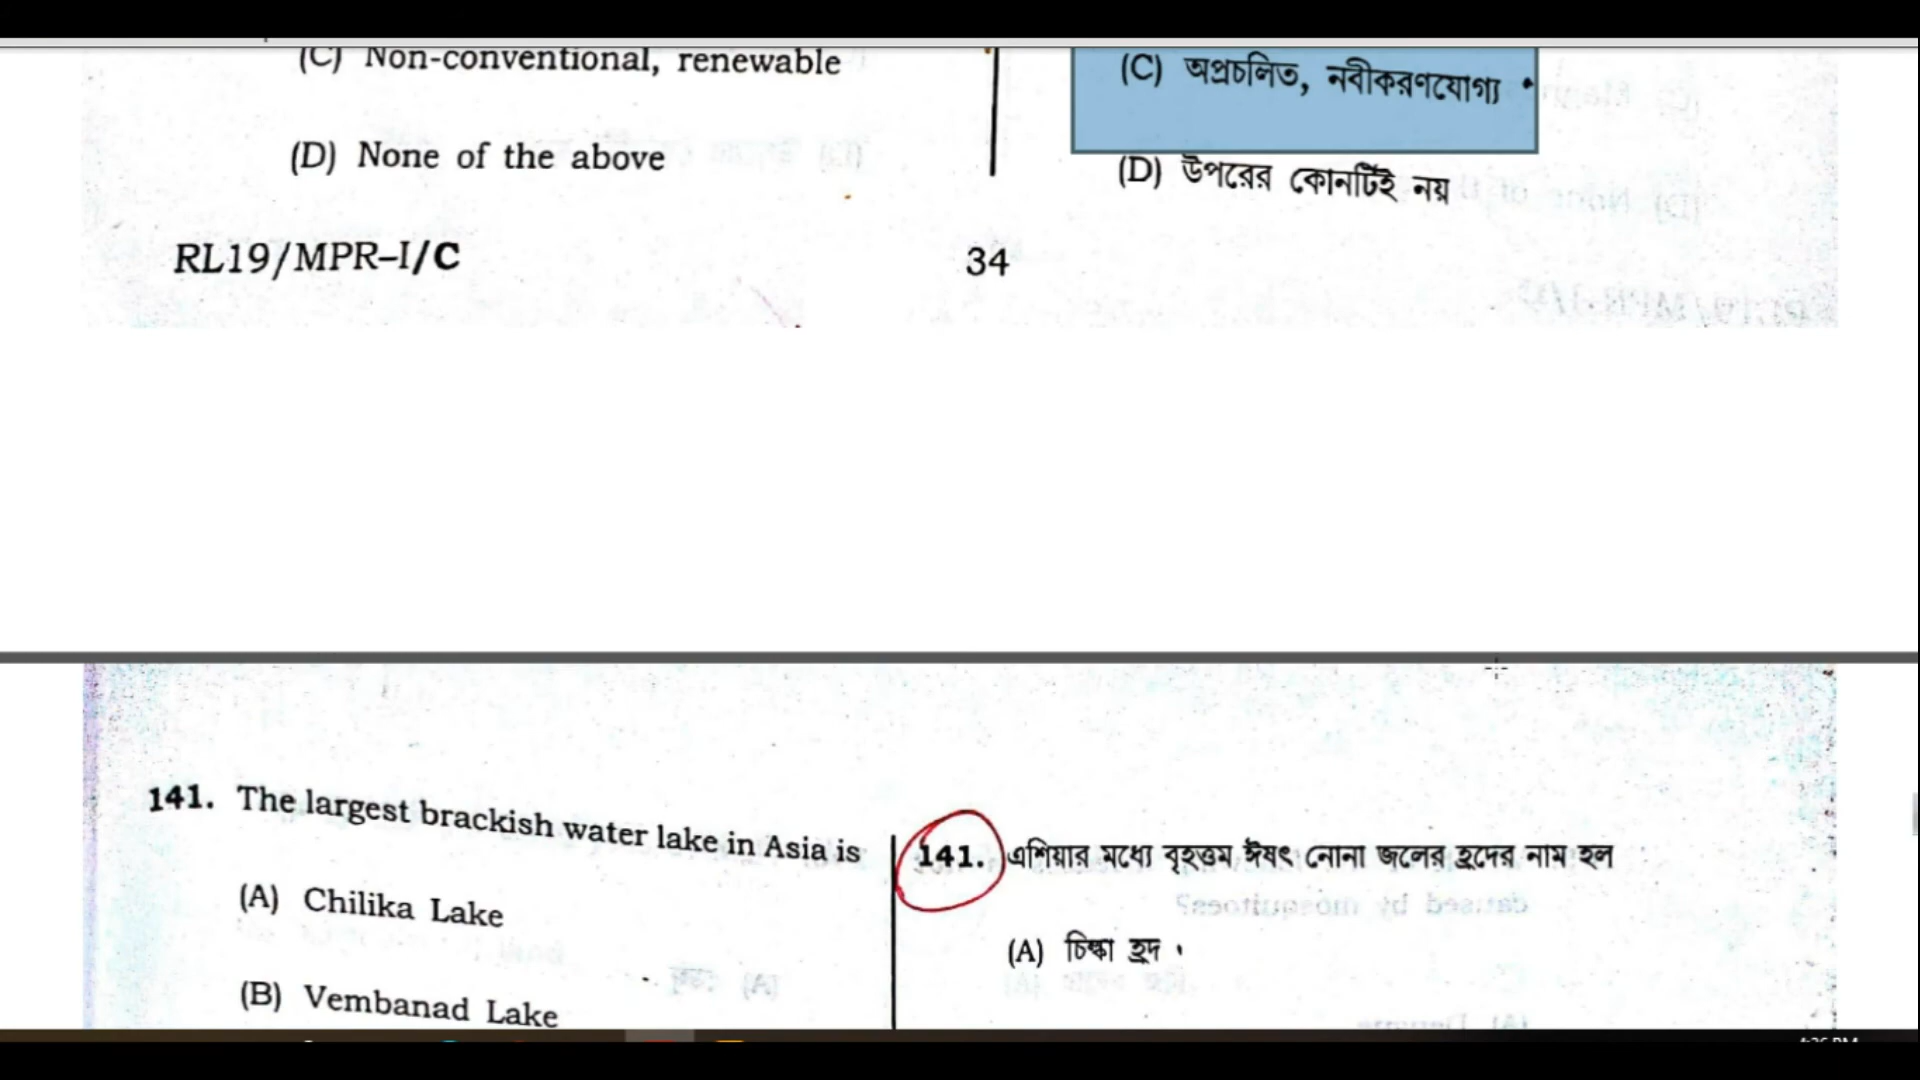 (C) Non-conventional, renewable
(D) None of the above
(C) অপ্রচলিত, নবীকরণযোগ্য
(D) উপরের কোনটিই নয়
RL19/MPR–I/C
34
141. The largest brackish water lake in Asia is
(A) Chilika Lake
(B) Vembanad Lake
141. এশিয়ার মধ্যে বৃহত্তম ঈষৎ নোনা জলের হ্রদের নাম হল
(A) চিল্কা হ্রদ